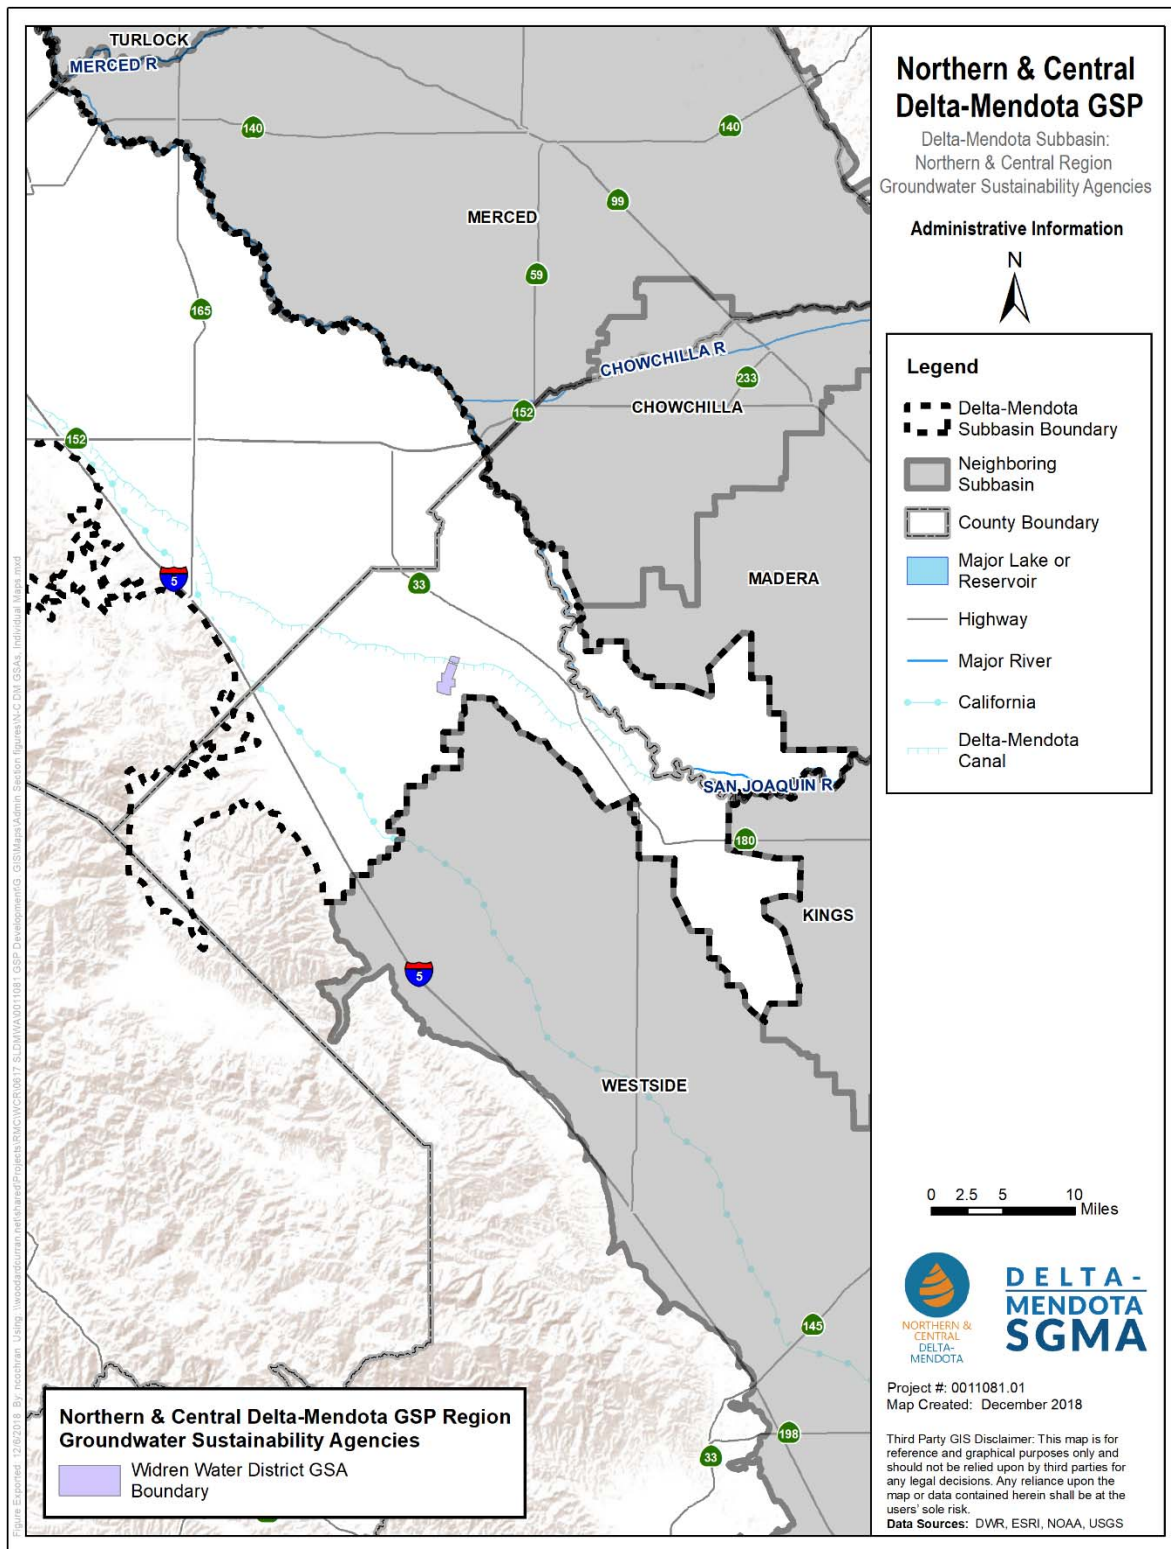 TURLOCK
MERCED R
140
140
99
MERCED
59
165
CHOWCHILLA R
233
152
CHOWCHILLA
152
5
33
MADERA
SAN JOAQUIN R
180
KINGS
5
WESTSIDE
145
198
33
Northern & Central Delta-Mendota GSP Region
Groundwater Sustainability Agencies
Widren Water District GSA
Boundary
Northern & Central
Delta-Mendota GSP
Delta-Mendota Subbasin:
Northern & Central Region
Groundwater Sustainability Agencies
Administrative Information
N
Legend
Delta-Mendota
Subbasin Boundary
Neighboring
Subbasin
County Boundary
Major Lake or
Reservoir
Highway
Major River
California
Delta-Mendota
Canal
0 2.5 5 10
Miles
NORTHERN &
CENTRAL
DELTA-
MENDOTA
DELTA-
MENDOTA
SGMA
Project #: 0011081.01
Map Created: December 2018
Third Party GIS Disclaimer: This map is for
reference and graphical purposes only and
should not be relied upon by third parties for
any legal decisions. Any reliance upon the
map or data contained herein shall be at the
users' sole risk.
Data Sources: DWR, ESRI, NOAA, USGS